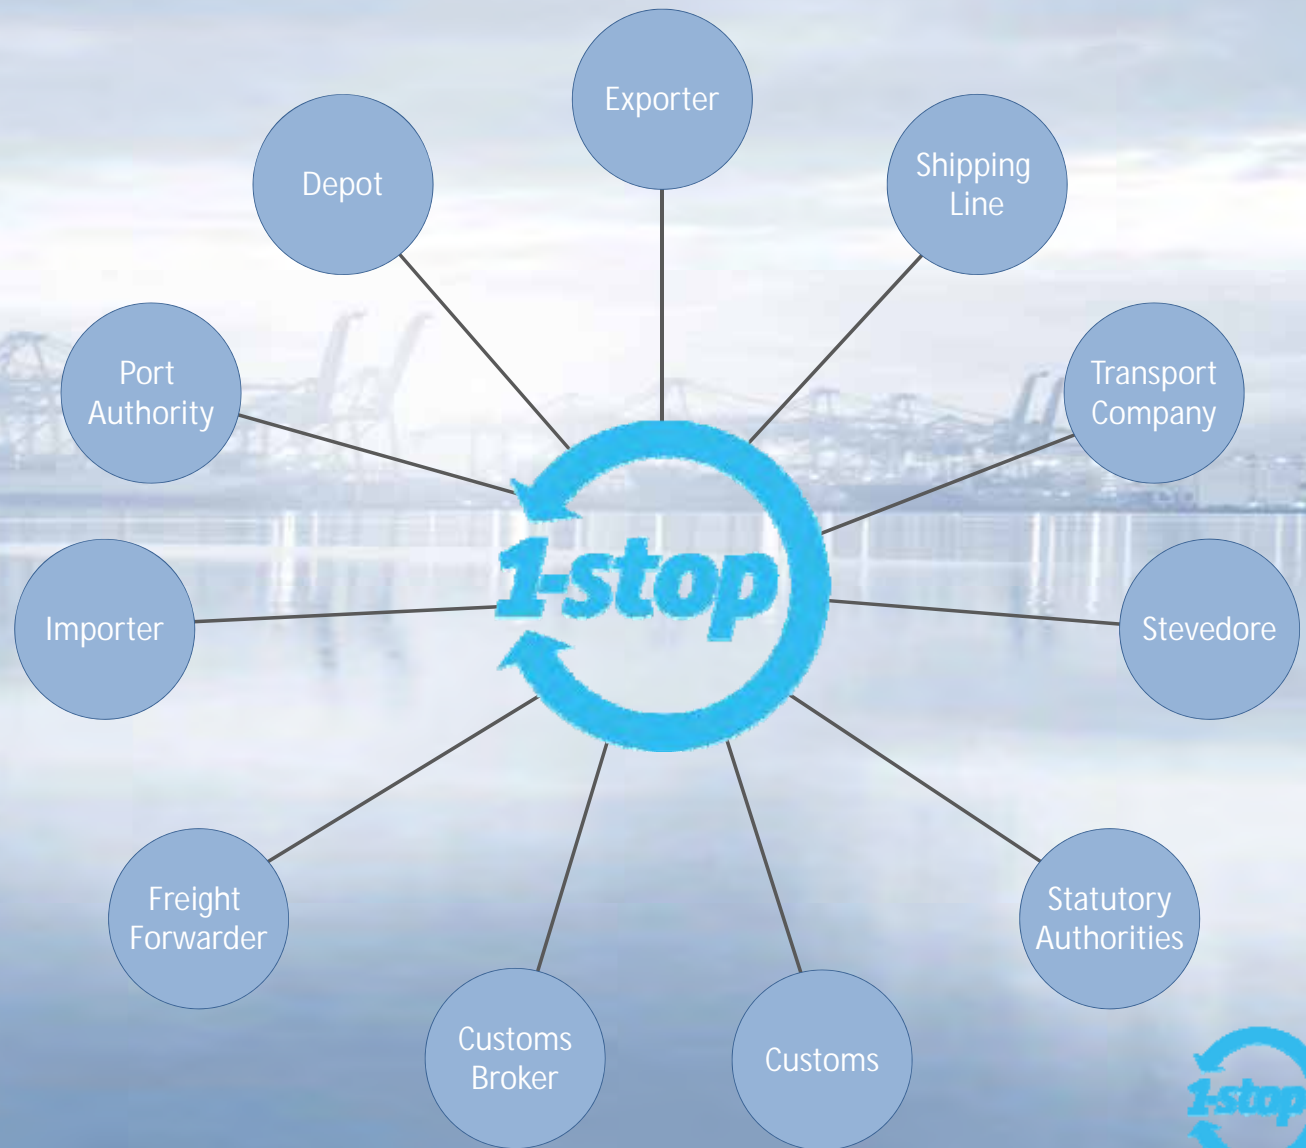 Exporter
Depot
Shipping
Line
Port
Authority
Transport
Company
1-stop
Importer
Stevedore
Freight
Forwarder
Statutory
Authorities
Customs
Broker
Customs
1-stop